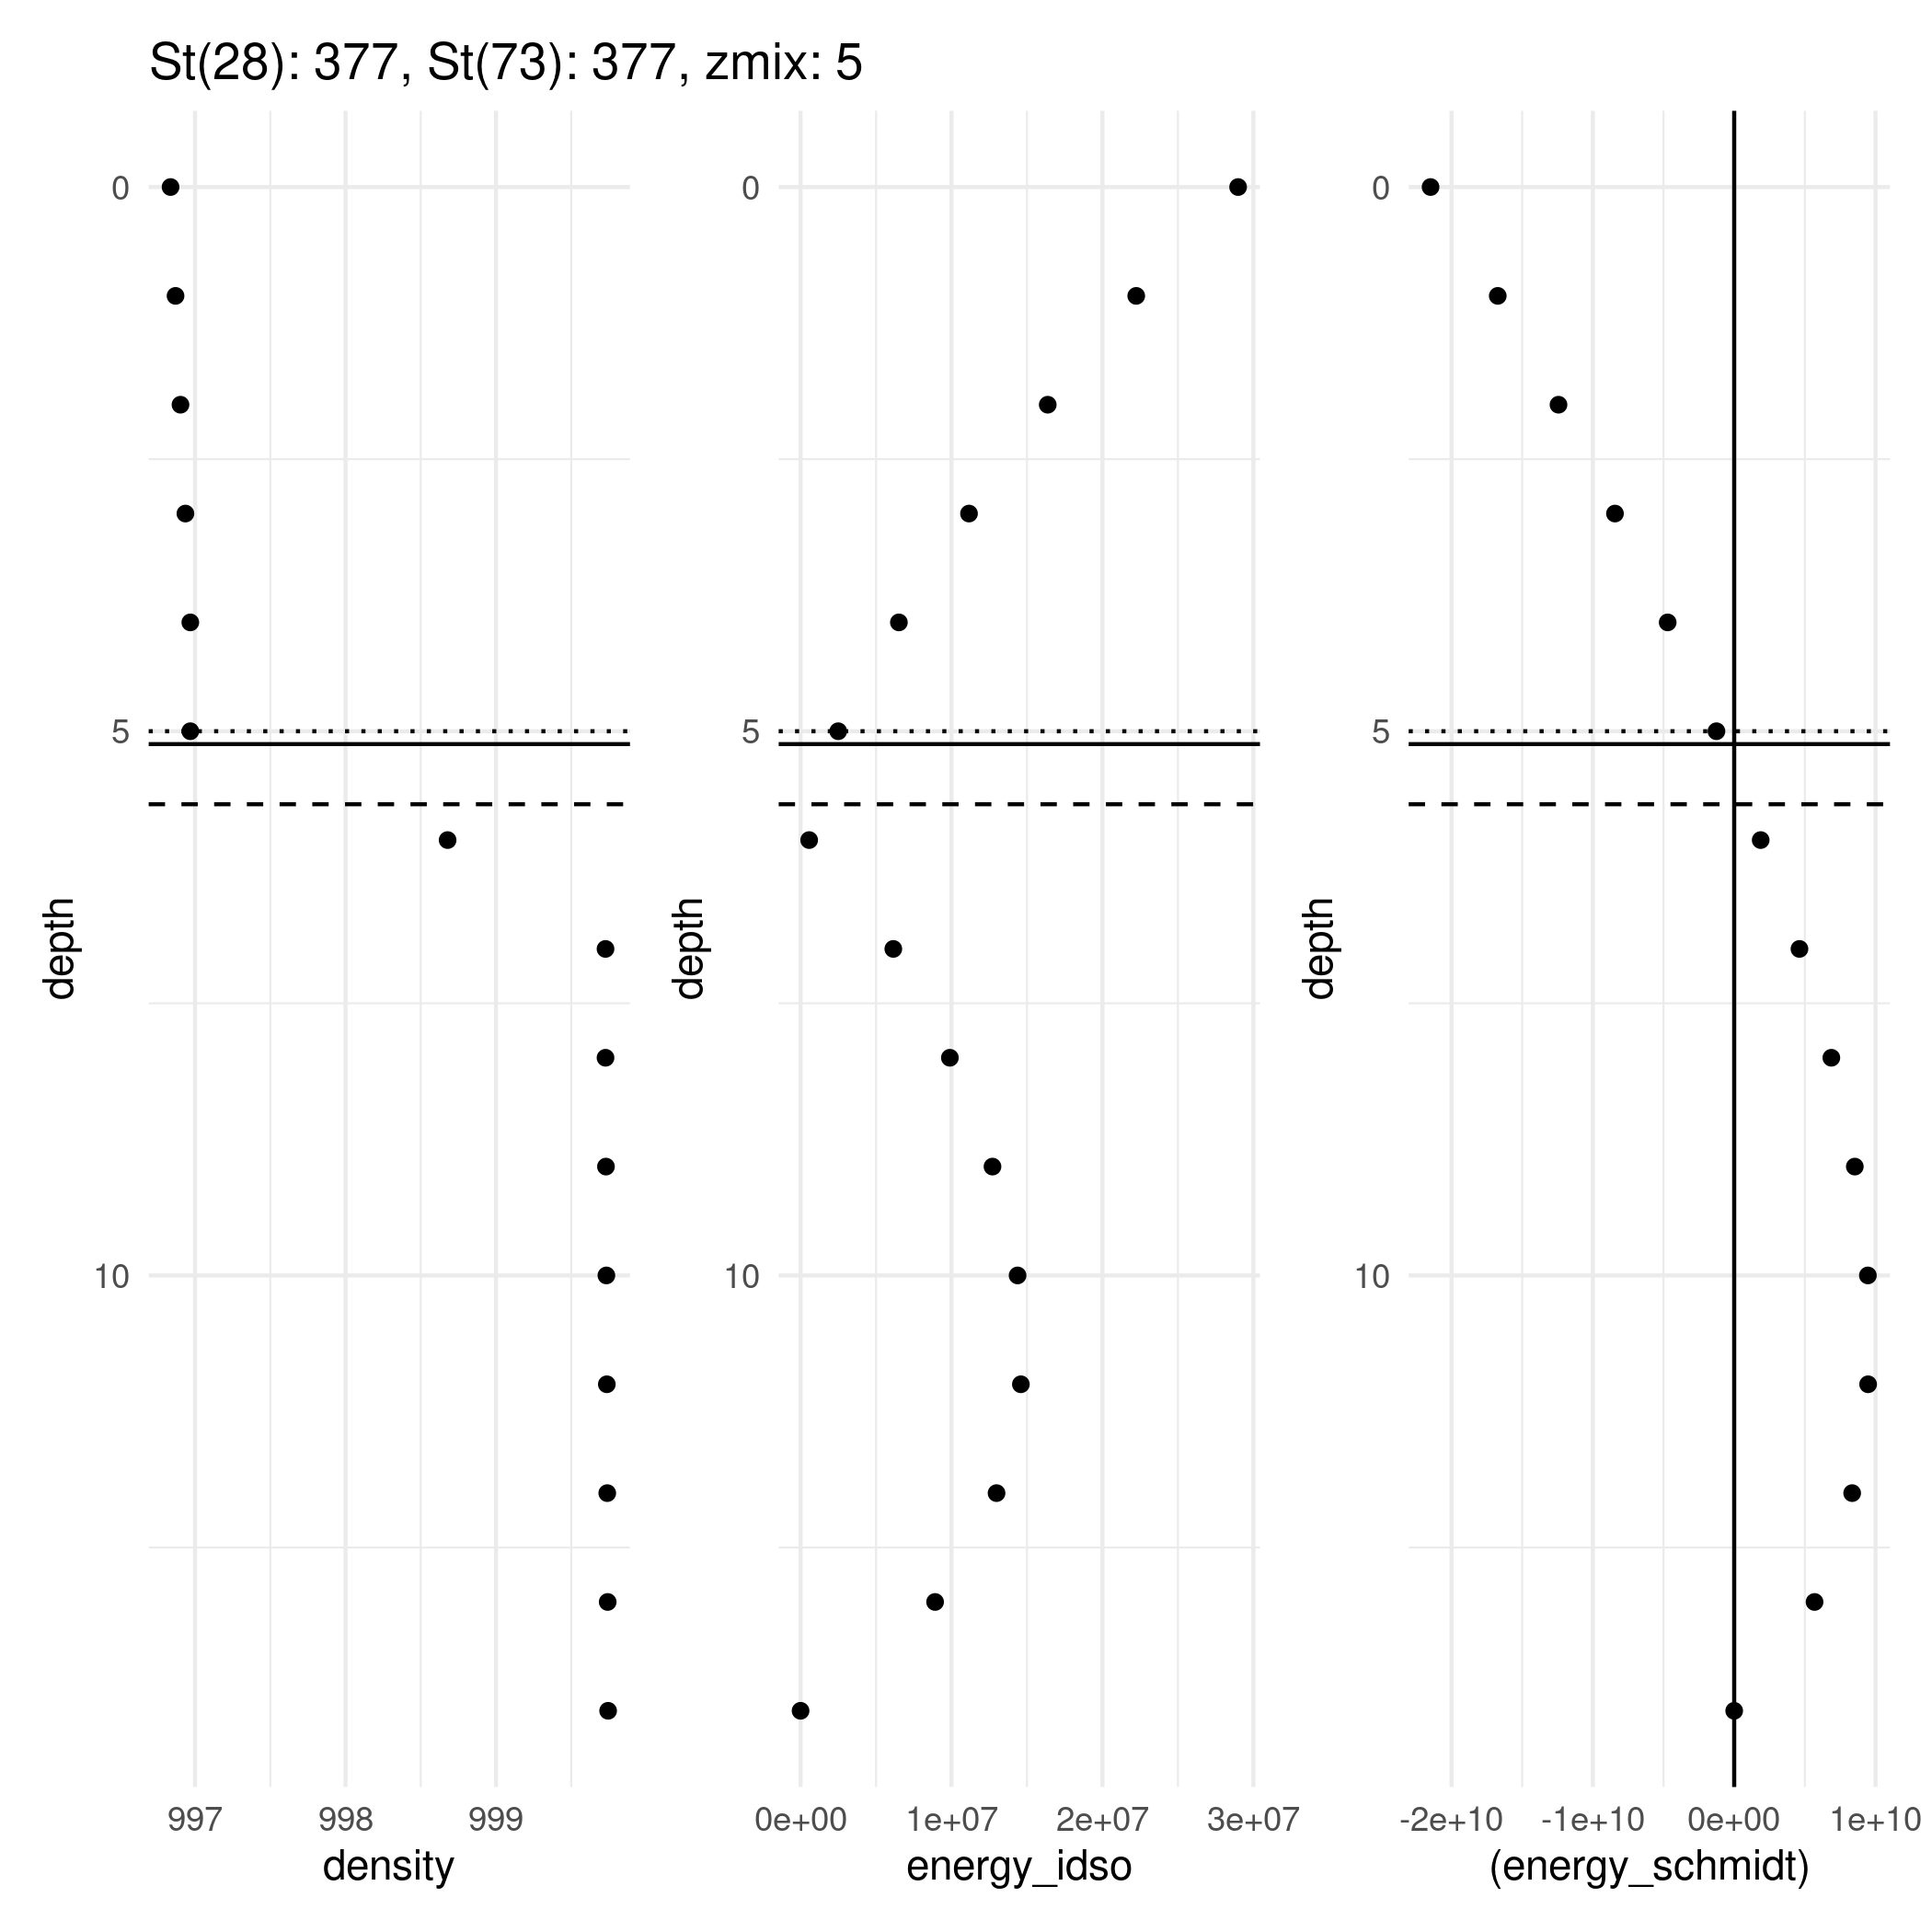 St(28): 377, St(73): 377, zmix: 5
0
5
10
depth
997 998 999
density
0
5
10
depth
0e+00 1e+07 2e+07 3e+07
energy_idso
0
5
10
depth
-2e+10 -1e+10 0e+00 1e+10
(energy_schmidt)